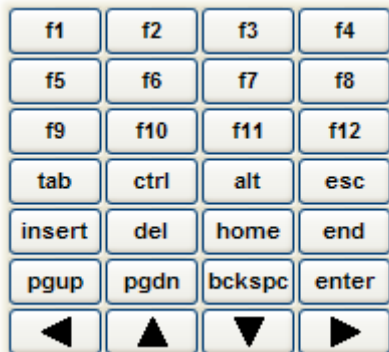 f1 f2 f3 f4
f5 f6 f7 f8
f9 f10 f11 f12
tab ctrl alt esc
insert del home end
pgup pgdn bckspc enter